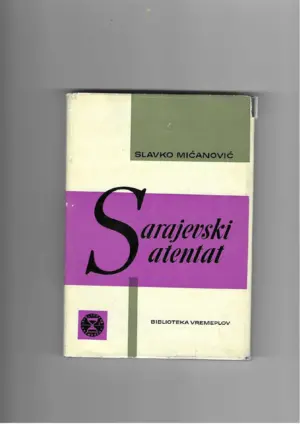 SLAVKO MIĆANOVIĆ
Sarajevski
atentat
BIBLIOTEKA VREMEPLOV